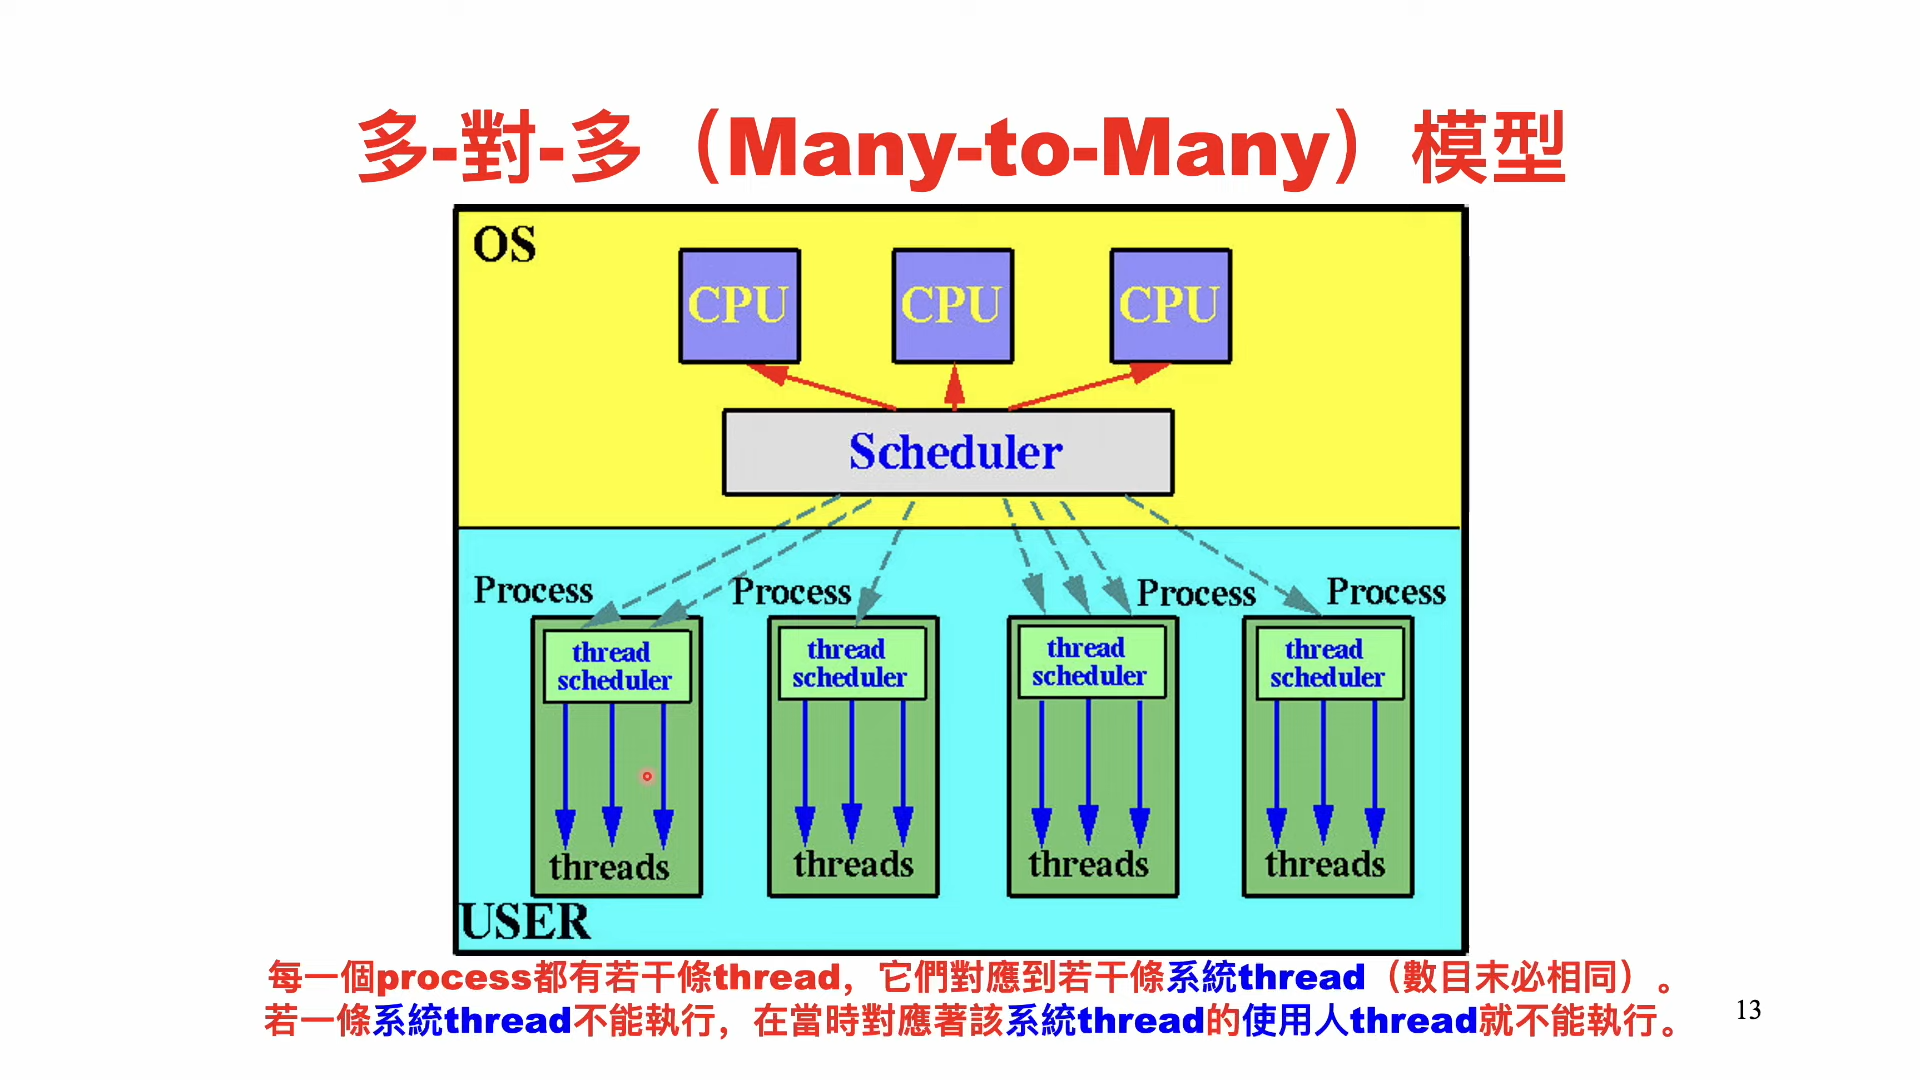 多-對-多（Many-to-Many）模型
OS
CPU CPU CPU
Scheduler
Process Process Process Process
thread scheduler
thread scheduler
thread scheduler
thread scheduler
threads threads threads threads
USER
每一個process都有若干條thread，它們對應到若干條系統thread（數目末必相同）。
若一條系統thread不能執行，在當時對應著該系統thread的使用人thread就不能執行。
13